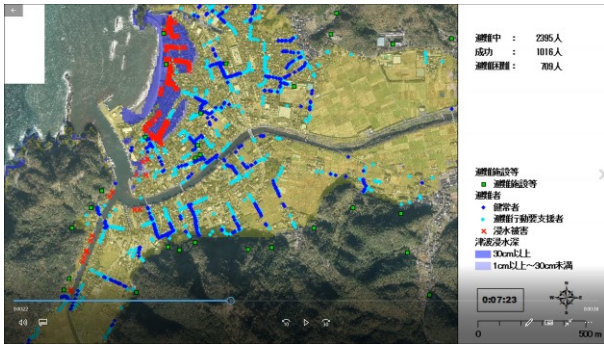 避難中 : 2395人
成功 : 1016人
避難困難 : 709人
避難施設等
避難施設等
避難者
健常者
避難行動要支援者
浸水被害
津波浸水深
30cm以上
1cm以上～30cm未満
0:07:23
N
W E
S
0 500 m
10
30